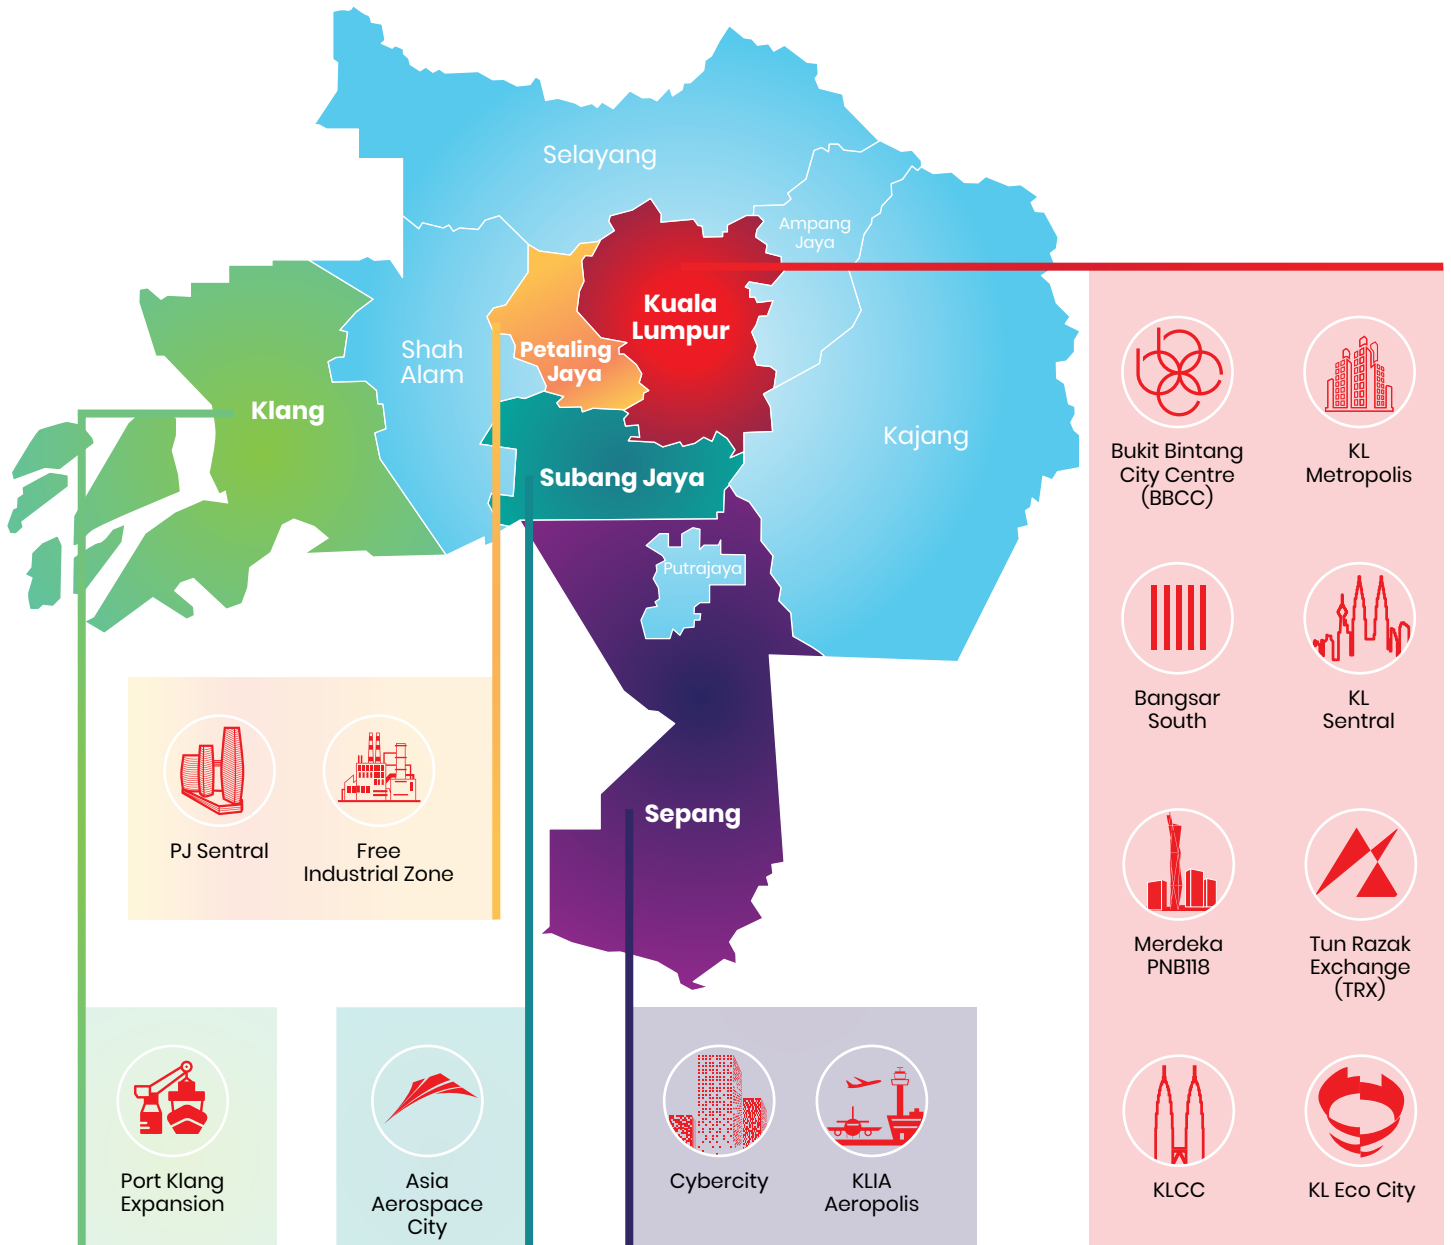 Selayang
Ampang
Jaya
Kuala
Lumpur
Shah
Alam
Petaling
Jaya
Klang
Kajang
Subang Jaya
Putrajaya
Sepang
Bukit Bintang
City Centre
(BBCC)
KL
Metropolis
Bangsar
South
KL
Sentral
Merdeka
PNB118
Tun Razak
Exchange
(TRX)
KLCC
KL Eco City
PJ Sentral
Free
Industrial Zone
Port Klang
Expansion
Asia
Aerospace
City
Cybercity
KLIA
Aeropolis